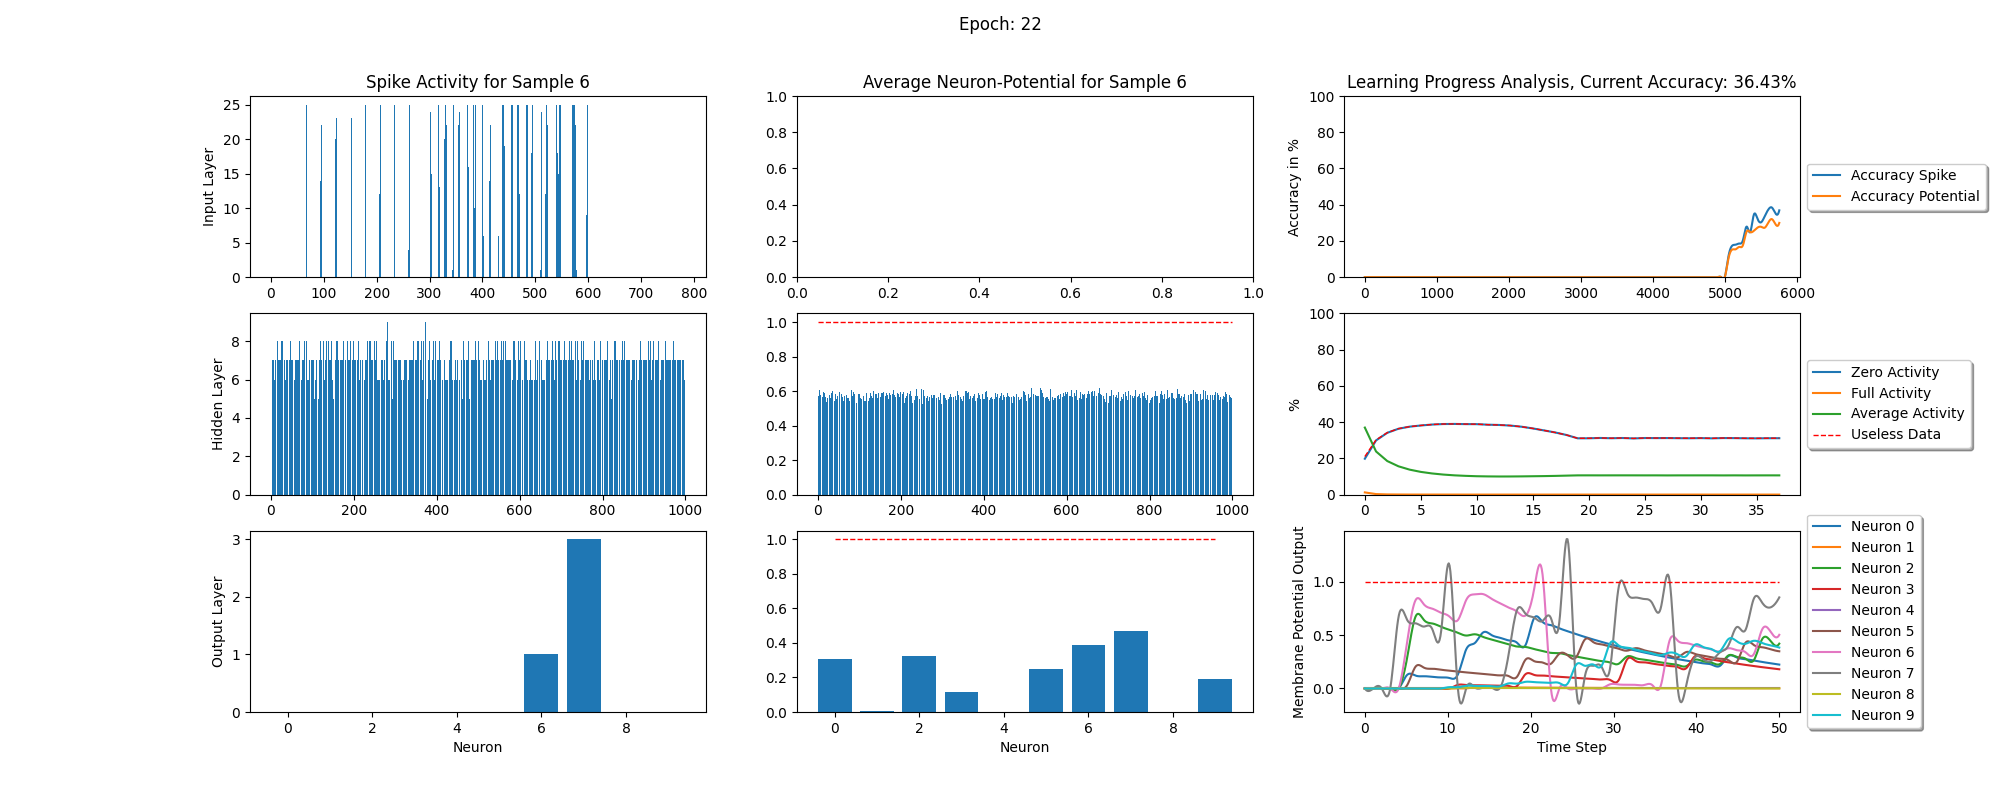 Epoch: 22
Spike Activity for Sample 6
Input Layer
25
20
15
10
5
0
0 100 200 300 400 500 600 700 800
Average Neuron-Potential for Sample 6
1.0
0.8
0.6
0.4
0.2
0.0
0.0 0.2 0.4 0.6 0.8 1.0
Learning Progress Analysis, Current Accuracy: 36.43%
Accuracy in %
100
80
60
40
20
0
0 1000 2000 3000 4000 5000 6000
Accuracy Spike
Accuracy Potential
Hidden Layer
8
6
4
2
0
0 200 400 600 800 1000
1.0
0.8
0.6
0.4
0.2
0.0
0 200 400 600 800 1000
%
100
80
60
40
20
0
0 5 10 15 20 25 30 35
Zero Activity
Full Activity
Average Activity
Useless Data
Output Layer
3
2
1
0
0 2 4 6 8
Neuron
1.0
0.8
0.6
0.4
0.2
0.0
0 2 4 6 8
Neuron
Membrane Potential Output
1.0
0.5
0.0
0 10 20 30 40 50
Time Step
Neuron 0
Neuron 1
Neuron 2
Neuron 3
Neuron 4
Neuron 5
Neuron 6
Neuron 7
Neuron 8
Neuron 9